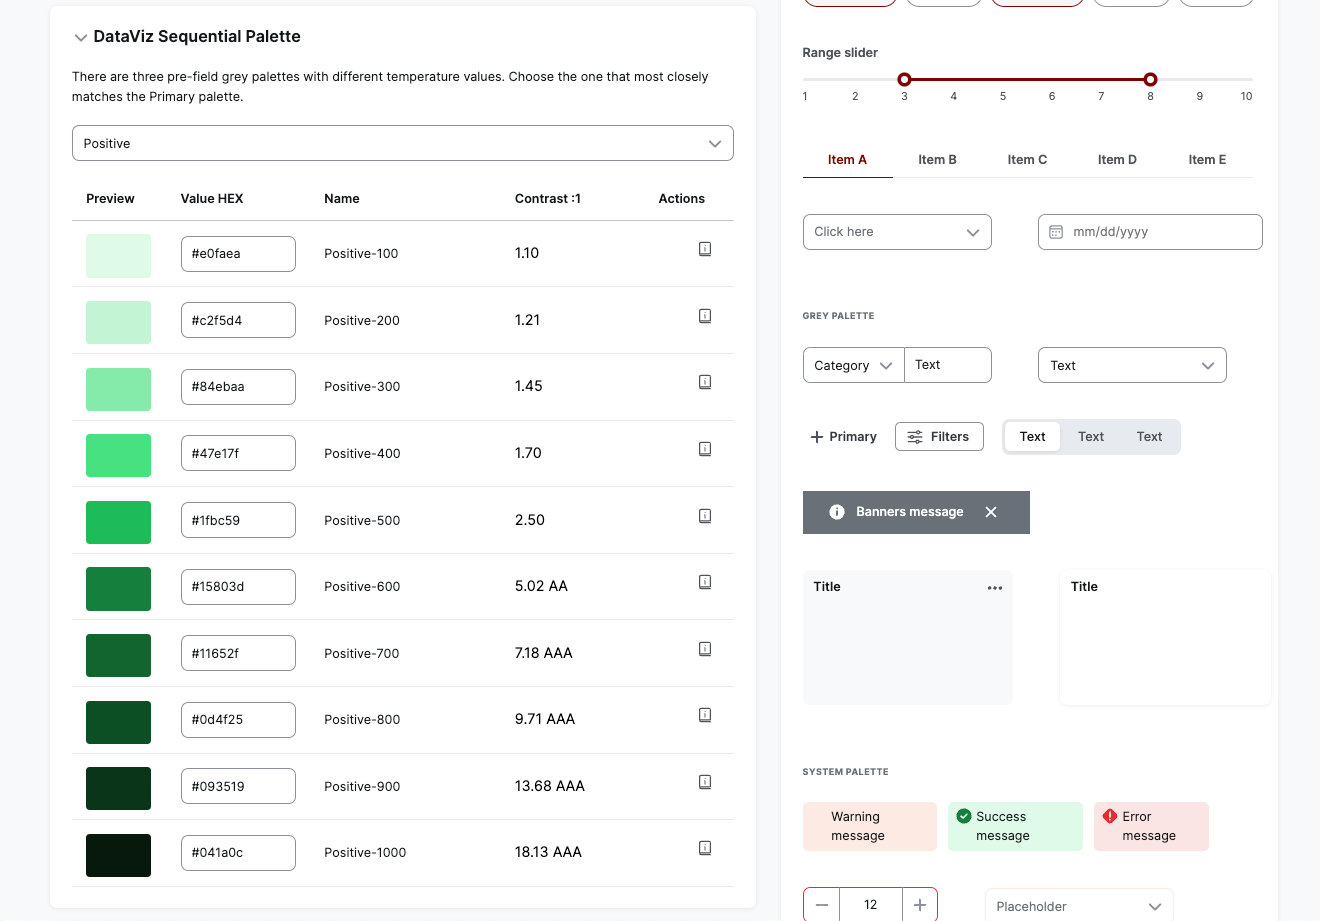 DataViz Sequential Palette
There are three pre-field grey palettes with different temperature values. Choose the one that most closely
matches the Primary palette.
Positive
Preview Value HEX Name Contrast :1 Actions
#e0faea Positive-100 1.10
#c2f5d4 Positive-200 1.21
#84ebaa Positive-300 1.45
#47e17f Positive-400 1.70
#1fbc59 Positive-500 2.50
#15803d Positive-600 5.02 AA
#11652f Positive-700 7.18 AAA
#0d4f25 Positive-800 9.71 AAA
#093519 Positive-900 13.68 AAA
#041a0c Positive-1000 18.13 AAA
Range slider
1 2 3 4 5 6 7 8 9 10
Item A Item B Item C Item D Item E
Click here mm/dd/yyyy
GREY PALETTE
Category Text Text
Primary Filters Text Text Text
Banners message
Title Title
SYSTEM PALETTE
Warning
message
Success
message
Error
message
12 Placeholder